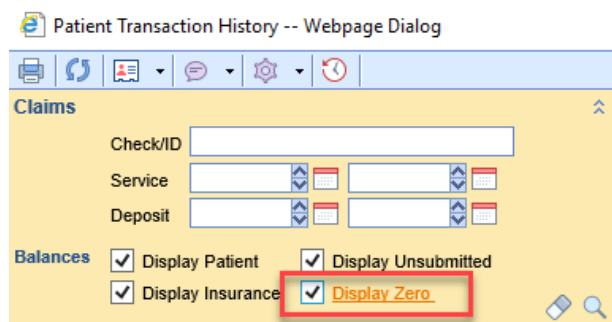 Patient Transaction History -- Webpage Dialog
Claims
Check/ID
Service
Deposit
Balances Display Patient Display Unsubmitted
Display Insurance Display Zero